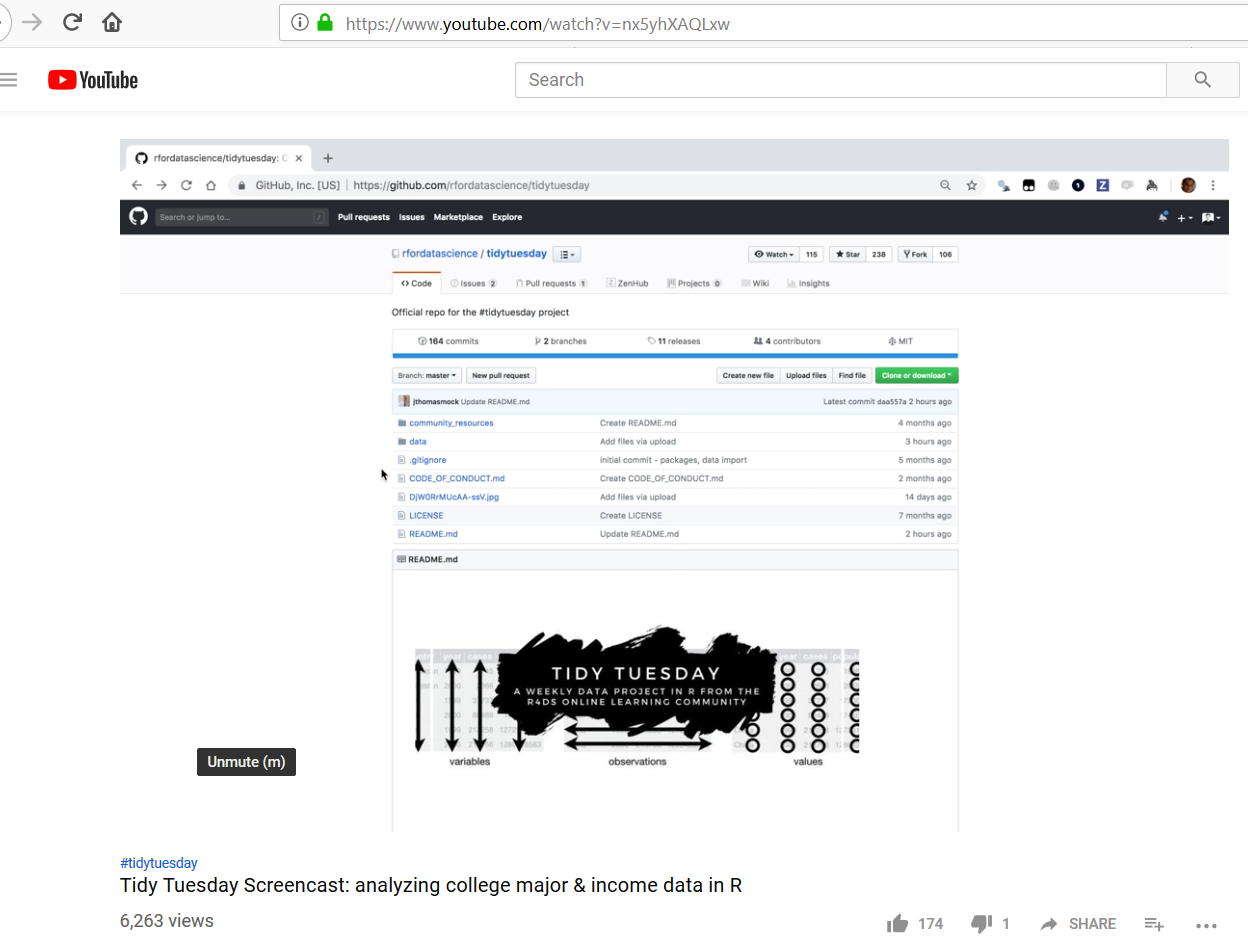 https://www.youtube.com/watch?v=nx5yhXAQLxw
YouTube
Search
rfordatascience/tidytuesday:
GitHub, Inc. [US] https://github.com/rfordatascience/tidytuesday
Search or jump to... / Pull requests Issues Marketplace Explore
rfordatascience / tidytuesday Watch 115 Star 238 Fork 106
Code Issues 2 Pull requests 1 ZenHub Projects 0 Wiki Insights
Official repo for the #tidytuesday project
164 commits 2 branches 11 releases 4 contributors MIT
Branch: master New pull request Create new file Upload files Find file Clone or download
jthomasmock Update README.md Latest commit daa557a 2 hours ago
community_resources Create README.md 4 months ago
data Add files via upload 3 hours ago
.gitignore initial commit - packages, data import 5 months ago
CODE_OF_CONDUCT.md Create CODE_OF_CONDUCT.md 2 months ago
DjW0RrMUcAA-ssV.jpg Add files via upload 14 days ago
LICENSE Create LICENSE 7 months ago
README.md Update README.md 2 hours ago
README.md
year cases year cases
TIDY TUESDAY
A WEEKLY DATA PROJECT IN R FROM THE
R4DS ONLINE LEARNING COMMUNITY
variables observations values
Unmute (m)
#tidytuesday
Tidy Tuesday Screencast: analyzing college major & income data in R
6,263 views 174 1 SHARE